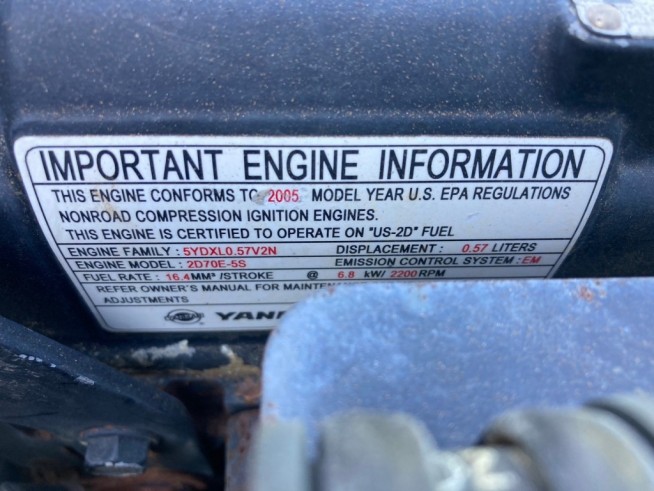 IMPORTANT ENGINE INFORMATION
THIS ENGINE CONFORMS TO 2005 MODEL YEAR U.S. EPA REGULATIONS
NONROAD COMPRESSION IGNITION ENGINES.
THIS ENGINE IS CERTIFIED TO OPERATE ON "US-2D" FUEL
ENGINE FAMILY : 5YDXL0.57V2N DISPLACEMENT : 0.57 LITERS
ENGINE MODEL : 2D70E-5S EMISSION CONTROL SYSTEM : EM
FUEL RATE : 16.4MM³ /STROKE @ 6.8 kW/ 2200 RPM
REFER OWNER'S MANUAL FOR
ADJUSTMENTS